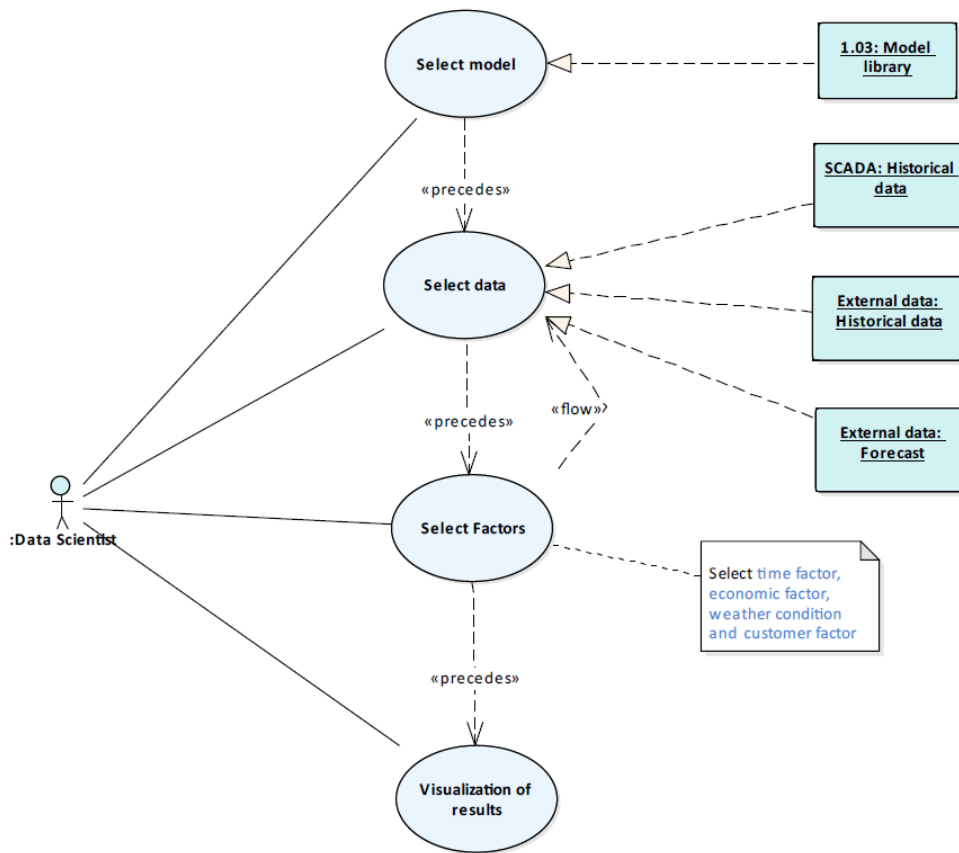 Select model
1.03: Model
library
SCADA: Historical
data
«precedes»
Select data
External data:
Historical data
«precedes»
«flow»
External data:
Forecast
:Data Scientist
Select Factors
Select time factor,
economic factor,
weather condition
and customer factor
«precedes»
Visualization of
results